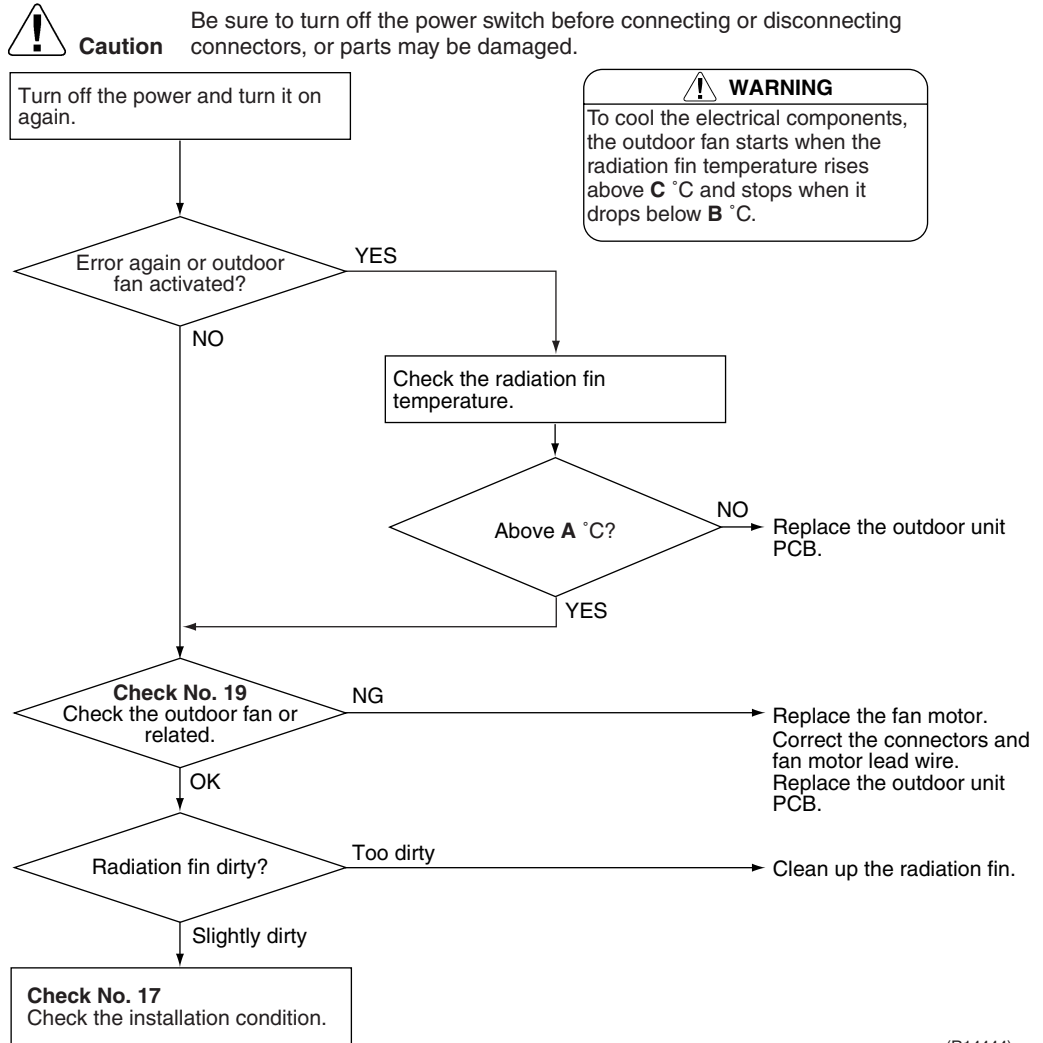 Be sure to turn off the power switch before connecting or disconnecting
Caution connectors, or parts may be damaged.
Turn off the power and turn it on
again.
WARNING
To cool the electrical components,
the outdoor fan starts when the
radiation fin temperature rises
above C ˚C and stops when it
drops below B ˚C.
Error again or outdoor
fan activated?
YES
NO
Check the radiation fin
temperature.
Above A ˚C?
NO
Replace the outdoor unit
PCB.
YES
Check No. 19
Check the outdoor fan or
related.
NG
Replace the fan motor.
Correct the connectors and
fan motor lead wire.
Replace the outdoor unit
PCB.
OK
Radiation fin dirty?
Too dirty
Clean up the radiation fin.
Slightly dirty
Check No. 17
Check the installation condition.